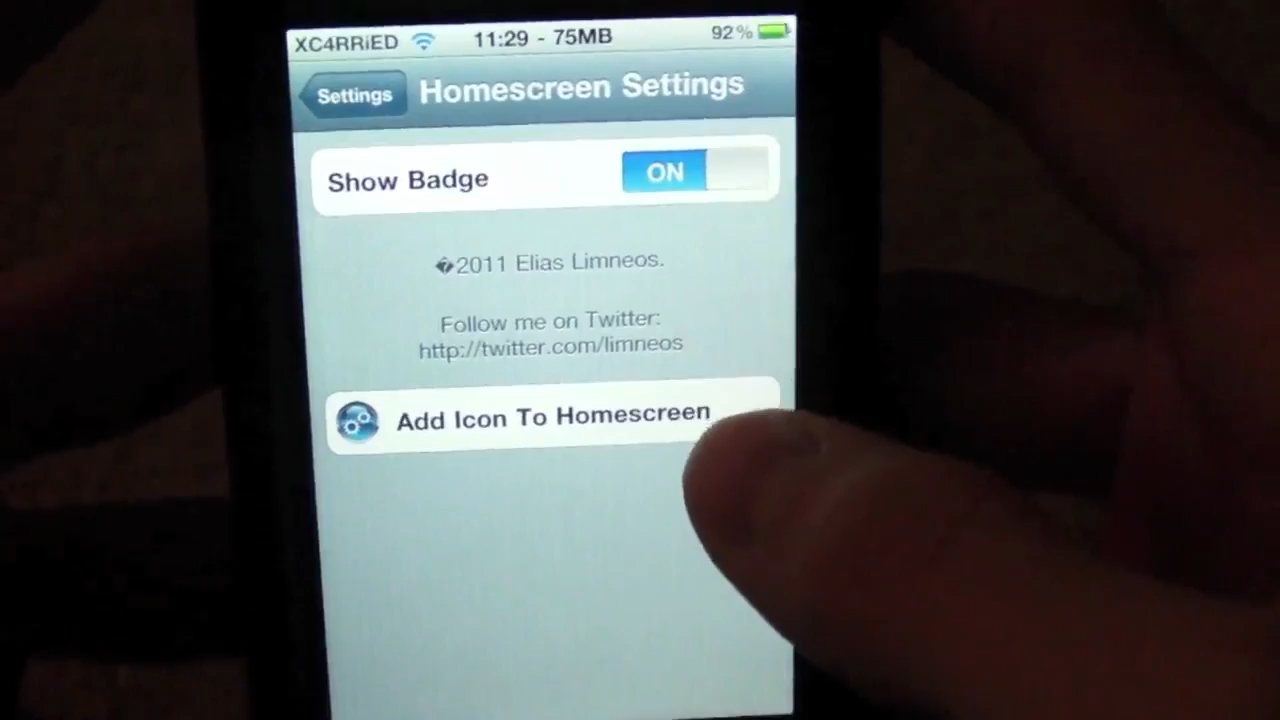 XC4RRiED 11:29 - 75MB 92%
Settings Homescreen Settings
Show Badge ON
�2011 Elias Limneos.
Follow me on Twitter:
http://twitter.com/limneos
Add Icon To Homescreen